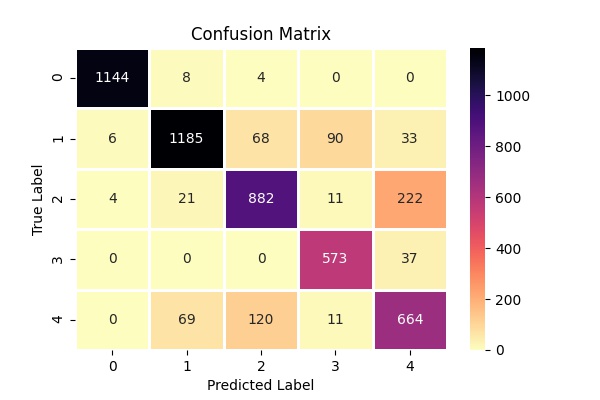 Confusion Matrix
True Label
0 1144 8 4 0 0
1 6 1185 68 90 33
2 4 21 882 11 222
3 0 0 0 573 37
4 0 69 120 11 664
0 1 2 3 4
Predicted Label
1000
800
600
400
200
0